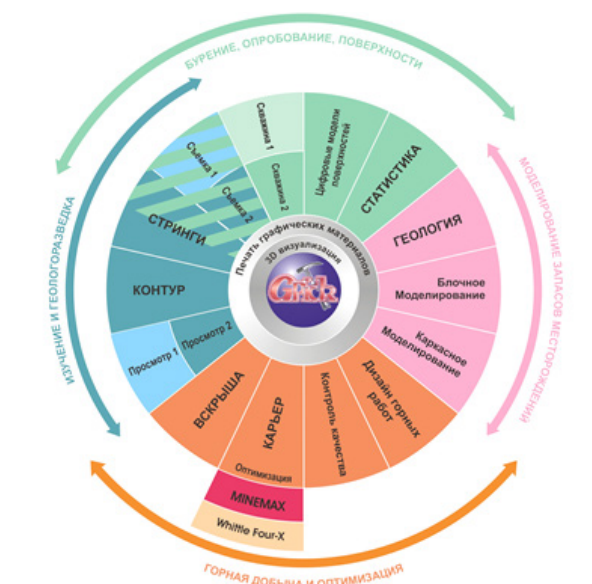 БУРЕНИЕ, ОПРОБОВАНИЕ, ПОВЕРХНОСТИ
МОДЕЛИРОВАНИЕ ЗАПАСОВ МЕСТОРОЖДЕНИЙ
ГОРНАЯ ДОБЫЧА И ОПТИМИЗАЦИЯ
ИЗУЧЕНИЕ И ГЕОЛОГОРАЗВЕДКА
Скважина 1
Скважина 2
Цифровые модели
поверхностей
СТАТИСТИКА
ГЕОЛОГИЯ
Блочное
Моделирование
Каркасное
Моделирование
Дизайн горных
работ
Контроль качества
КАРЬЕР
Оптимизация
MINEMAX
Whittle Four-X
ВСКРЫША
Просмотр 1
Просмотр 2
КОНТУР
СТРИНГИ
Съемка 1
Съемка 2
Печать графических материалов
3D визуализация